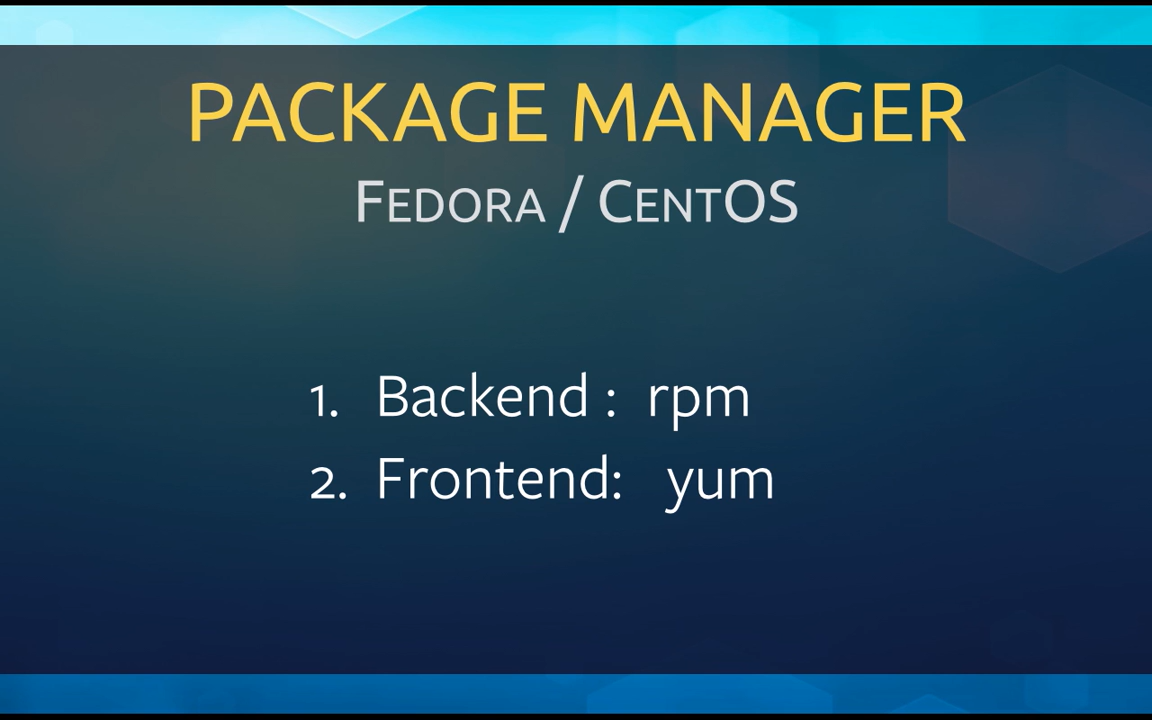 PACKAGE MANAGER
FEDORA / CENTOS
1. Backend : rpm
2. Frontend: yum